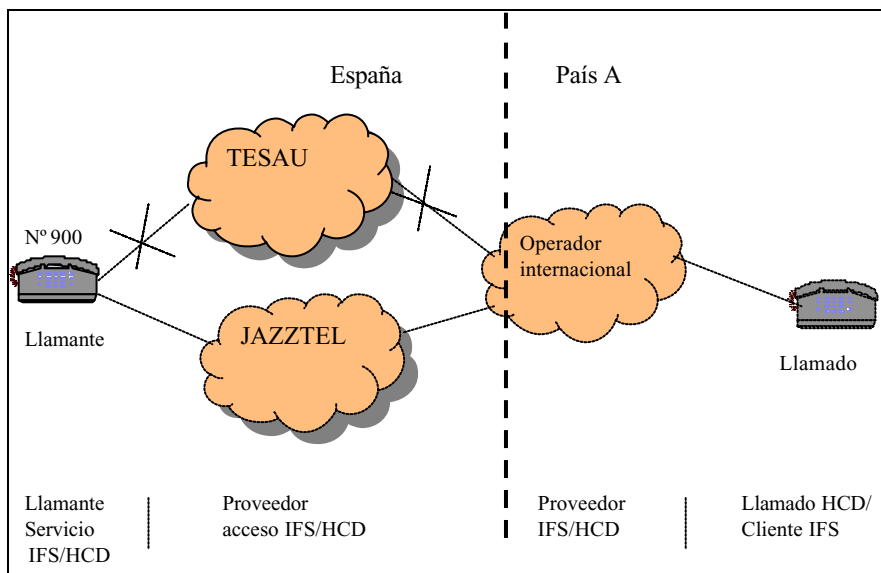 España
País A
TESAU
Nº 900
Operador
internacional
JAZZTEL
Llamante
Llamado
Llamante
Servicio
IFS/HCD
Proveedor
acceso IFS/HCD
Proveedor
IFS/HCD
Llamado HCD/
Cliente IFS